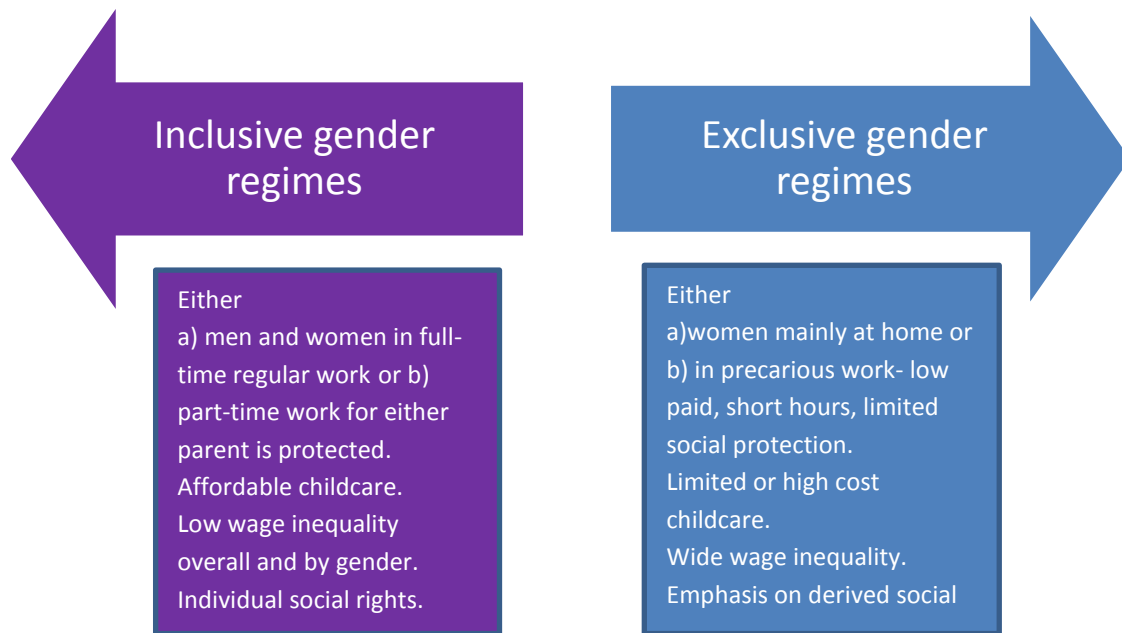 Inclusive gender
regimes
Exclusive gender
regimes
Either
a) men and women in full-
time regular work or b)
part-time work for either
parent is protected.
Affordable childcare.
Low wage inequality
overall and by gender.
Individual social rights.
Either
a)women mainly at home or
b) in precarious work- low
paid, short hours, limited
social protection.
Limited or high cost
childcare.
Wide wage inequality.
Emphasis on derived social